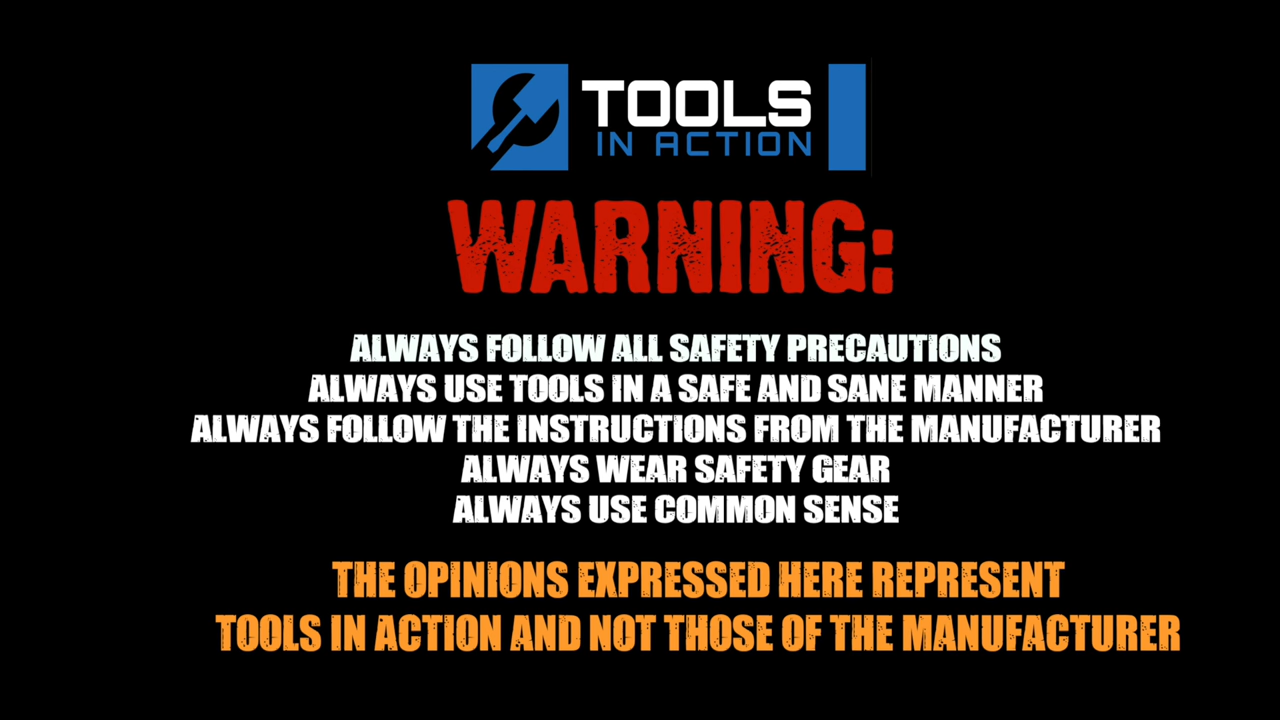 TOOLS
IN ACTION
WARNING:
ALWAYS FOLLOW ALL SAFETY PRECAUTIONS
ALWAYS USE TOOLS IN A SAFE AND SANE MANNER
ALWAYS FOLLOW THE INSTRUCTIONS FROM THE MANUFACTURER
ALWAYS WEAR SAFETY GEAR
ALWAYS USE COMMON SENSE
THE OPINIONS EXPRESSED HERE REPRESENT
TOOLS IN ACTION AND NOT THOSE OF THE MANUFACTURER